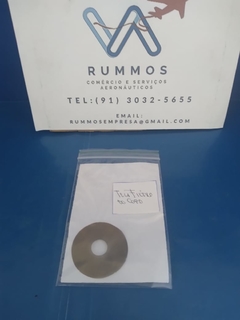 RUMMOS
COMÉRCIO E SERVIÇOS
AERONÁUTICOS
TEL:(91) 3032-5655
EMAIL:
RUMMOSEMPRESA@GMAIL.COM